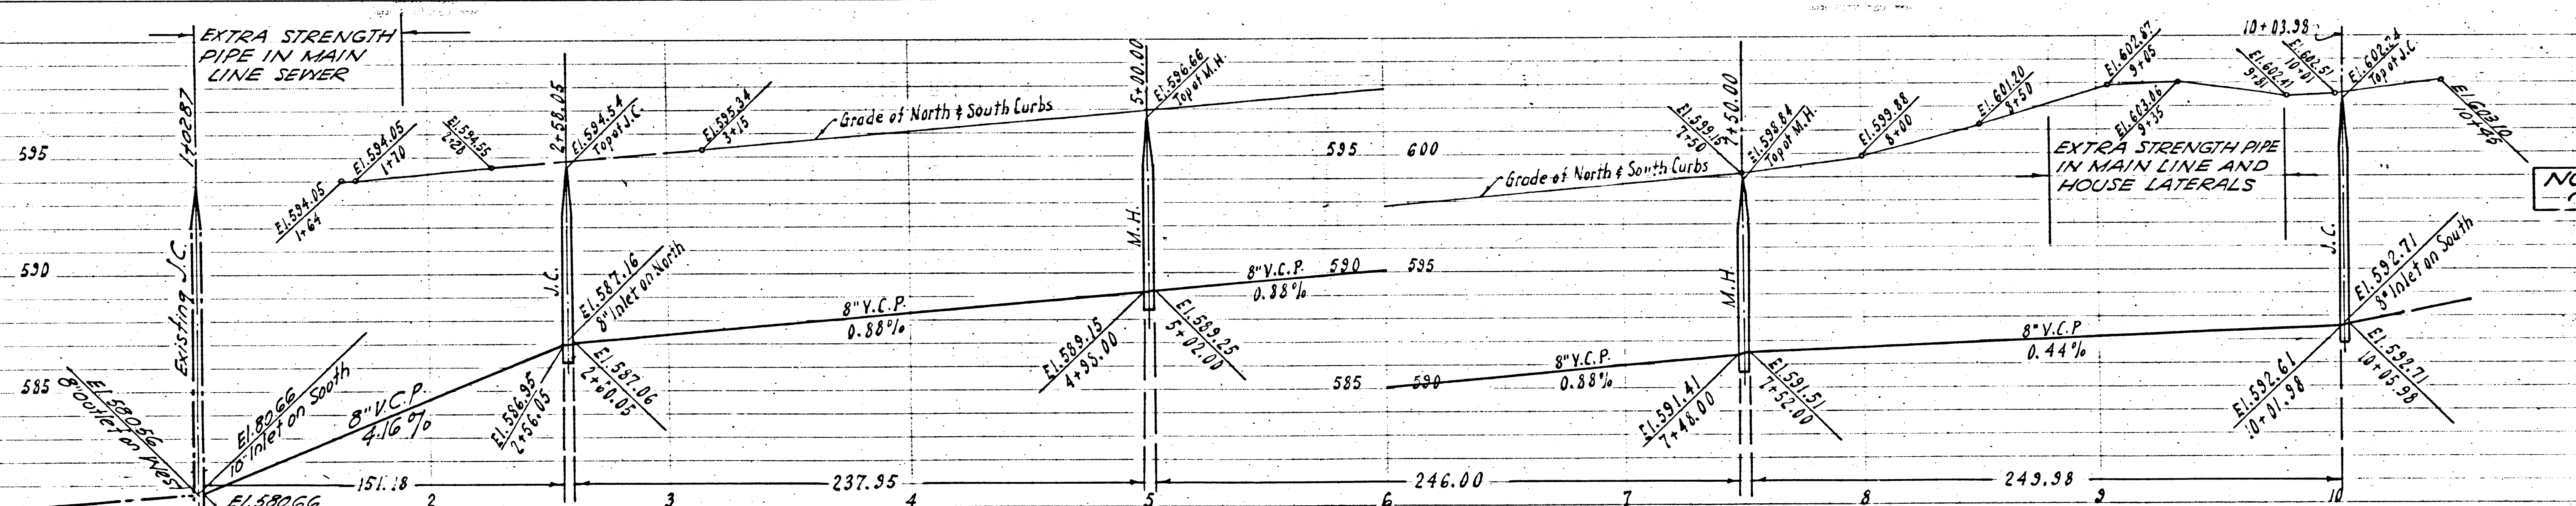 EXTRA STRENGTH
PIPE IN MAIN
LINE SEWER
1+02.87
Existing J.C.
595
590
585
El. 594.05
1+64
El. 594.05
1+70
El. 594.55
2+28
2+58.05
El. 594.54
Top of J.C.
El. 595.34
3+15
Grade of North & South Curbs
5+00.00
El. 596.66
Top of M.H.
595 600
Grade of North & South Curbs
El. 599.15
7+50
7+50.00
El. 598.84
Top of M.H.
El. 599.88
8+00
El. 601.20
8+50
El. 602.87
9+05
El. 603.06
9+35
El. 602.41
9+81
El. 602.51
10+01
10+03.98
El. 602.24
Top of J.C.
El. 603.10
10+45
EXTRA STRENGTH PIPE
IN MAIN LINE AND
HOUSE LATERALS
J.C.
El. 587.16
8" Inlet on North
8" V.C.P.
0.88%
M.H.
8" V.C.P.
0.88%
590 595
M.H.
J.C.
El. 592.71
8" Inlet on South
El. 580.56
8" Outlet on West
El. 80.66
10" Inlet on South
8" V.C.P.
4.16%
El. 586.95
2+56.05
El. 587.06
2+60.05
El. 589.15
4+98.00
El. 589.25
5+02.00
585 590
8" V.C.P.
0.88%
El. 591.41
7+48.00
El. 591.51
7+52.00
8" V.C.P
0.44%
El. 592.61
10+01.98
El. 592.71
10+05.98
El. 580.66
151.18
237.95
246.00
249.98
2 3 4 5 6 7 8 9 10